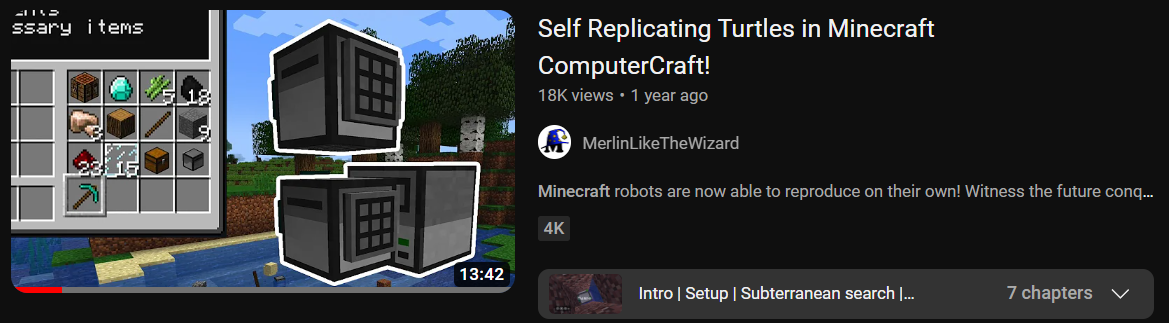 ssary items
5
18
8
9
23
15
13:42
Self Replicating Turtles in Minecraft
ComputerCraft!
18K views • 1 year ago
MerlinLikeTheWizard
Minecraft robots are now able to reproduce on their own! Witness the future conq...
4K
Intro | Setup | Subterranean search |...
7 chapters